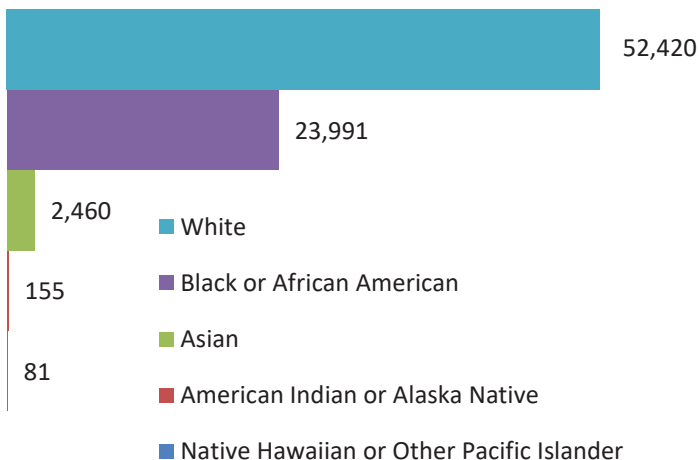 52,420
23,991
2,460
White
155
Black or African American
Asian
81
American Indian or Alaska Native
Native Hawaiian or Other Pacific Islander